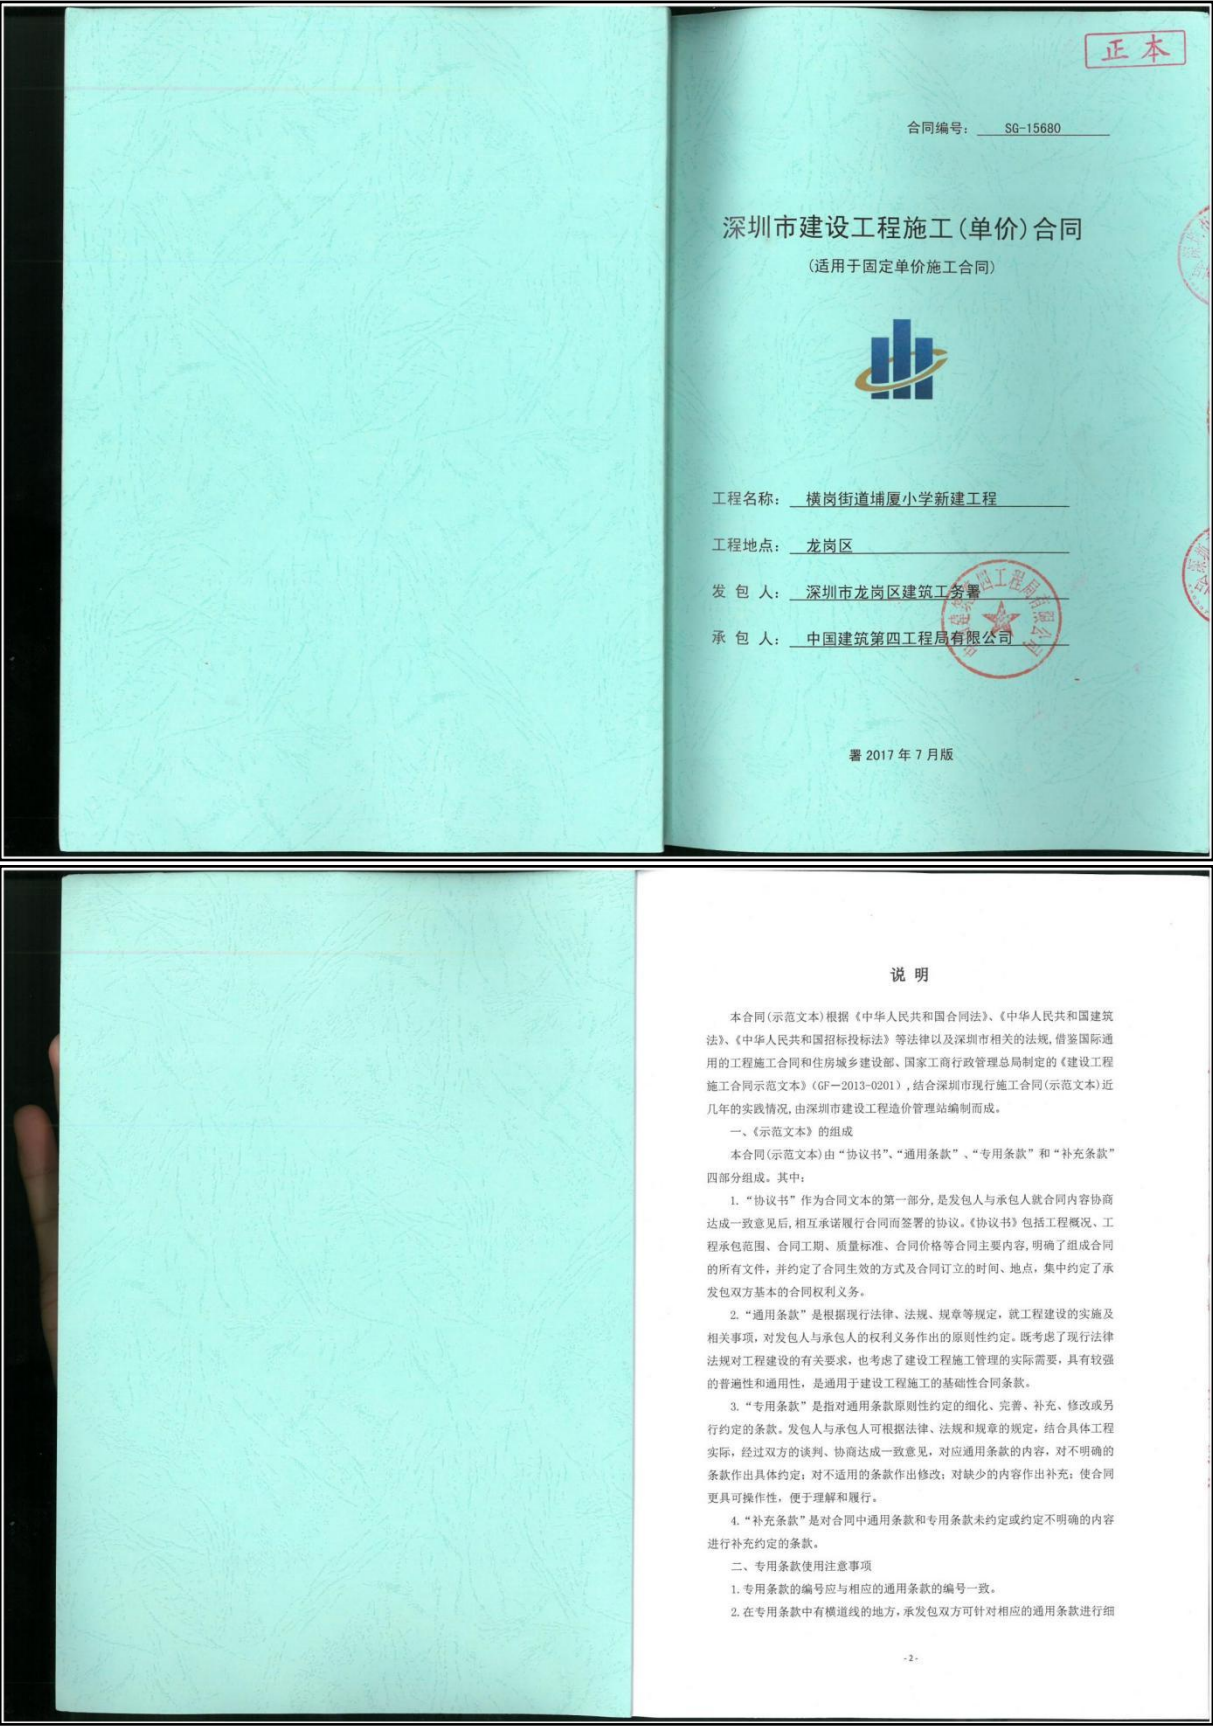 正本
合同编号: SG-15680
深圳市建设工程施工(单价)合同
(适用于固定单价施工合同)
工程名称: 横岗街道埔厦小学新建工程
工程地点: 龙岗区
发包人: 深圳市龙岗区建筑工务署
承包人: 中国建筑第四工程局有限公司
署2017年7月版
说明
本合同(示范文本)根据《中华人民共和国合同法》、《中华人民共和国建筑
法》、《中华人民共和国招标投标法》等法律以及深圳市相关的法规,借鉴国际通
用的工程施工合同和住房城乡建设部、国家工商行政管理总局制定的《建设工程
施工合同示范文本》(GF—2013-0201),结合深圳市现行施工合同(示范文本)近
几年的实践情况,由深圳市建设工程造价管理站编制而成。
一、《示范文本》的组成
本合同(示范文本)由“协议书”、“通用条款”、“专用条款”和“补充条款”
四部分组成。其中:
1. “协议书”作为合同文本的第一部分,是发包人与承包人就合同内容协商
达成一致意见后,相互承诺履行合同而签署的协议。《协议书》包括工程概况、工
程承包范围、合同工期、质量标准、合同价格等合同主要内容,明确了组成合同
的所有文件,并约定了合同生效的方式及合同订立的时间、地点,集中约定了承
发包双方基本的合同权利义务。
2. “通用条款”是根据现行法律、法规、规章等规定,就工程建设的实施及
相关事项,对发包人与承包人的权利义务作出的原则性约定。既考虑了现行法律
法规对工程建设的有关要求,也考虑了建设工程施工管理的实际需要,具有较强
的普遍性和通用性,是通用于建设工程施工的基础性合同条款。
3. “专用条款”是指对通用条款原则性约定的细化、完善、补充、修改或另
行约定的条款。发包人与承包人可根据法律、法规和规章的规定,结合具体工程
实际,经过双方的谈判、协商达成一致意见,对应通用条款的内容,对不明确的
条款作出具体约定;对不适用的条款作出修改;对缺少的内容作出补充;使合同
更具可操作性,便于理解和履行。
4. “补充条款”是对合同中通用条款和专用条款未约定或约定不明确的内容
进行补充约定的条款。
二、专用条款使用注意事项
1. 专用条款的编号应与相应的通用条款的编号一致。
2. 在专用条款中有横道线的地方,承发包双方可针对相应的通用条款进行细
-2-